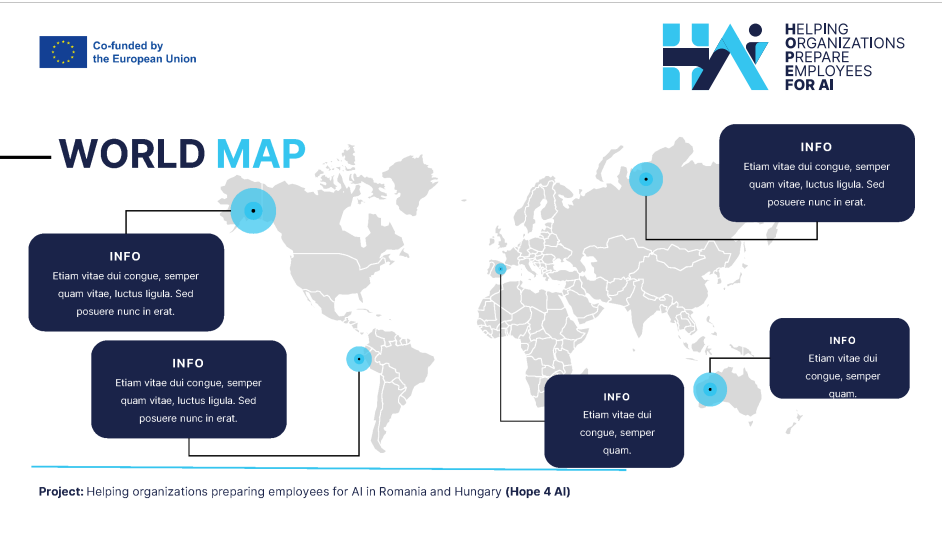 Co-funded by
the European Union
HELPING
ORGANIZATIONS
PREPARE
EMPLOYEES
FOR AI
WORLD MAP
INFO
Etiam vitae dui congue, semper
quam vitae, luctus ligula. Sed
posuere nunc in erat.
INFO
Etiam vitae dui congue, semper
quam vitae, luctus ligula. Sed
posuere nunc in erat.
INFO
Etiam vitae dui
congue, semper
quam.
INFO
Etiam vitae dui congue, semper
quam vitae, luctus ligula. Sed
posuere nunc in erat.
INFO
Etiam vitae dui
congue, semper
quam.
Project: Helping organizations preparing employees for AI in Romania and Hungary (Hope 4 AI)